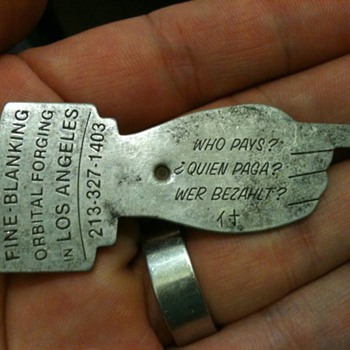 FINE-BLANKING
ORBITAL FORGING
IN LOS ANGELES
213-327-1403
WHO PAYS?
¿QUIEN PAGA?
WER BEZAHLT?